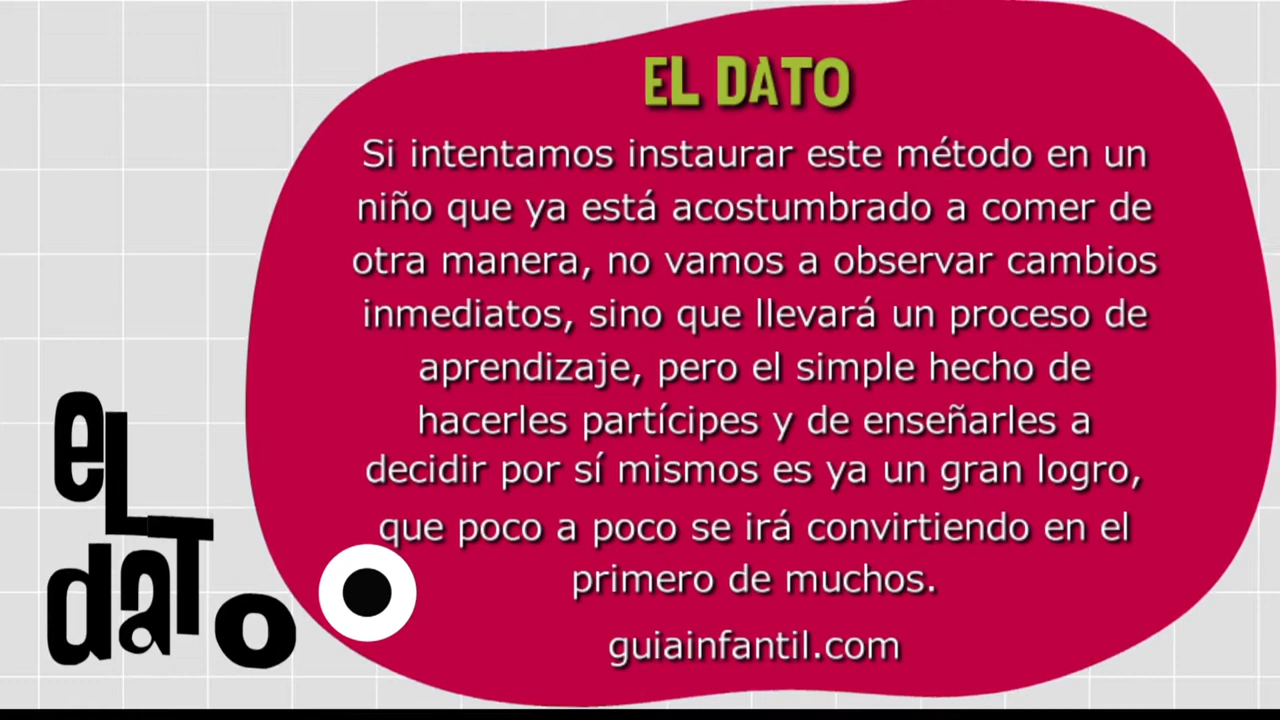 EL DATO
Si intentamos instaurar este método en un
niño que ya está acostumbrado a comer de
otra manera, no vamos a observar cambios
inmediatos, sino que llevará un proceso de
aprendizaje, pero el simple hecho de
hacerles partícipes y de enseñarles a
decidir por sí mismos es ya un gran logro,
que poco a poco se irá convirtiendo en el
primero de muchos.
guiainfantil.com
eL
daTo